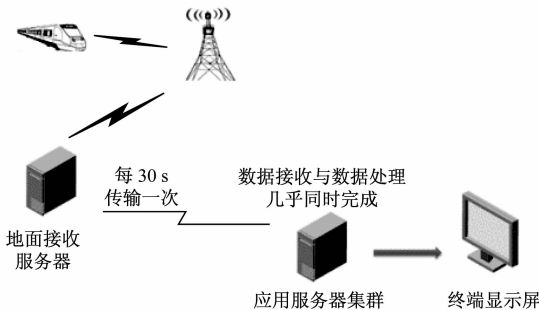 每 30 s
传输一次
数据接收与数据处理
几乎同时完成
地面接收
服务器
应用服务器集群
终端显示屏